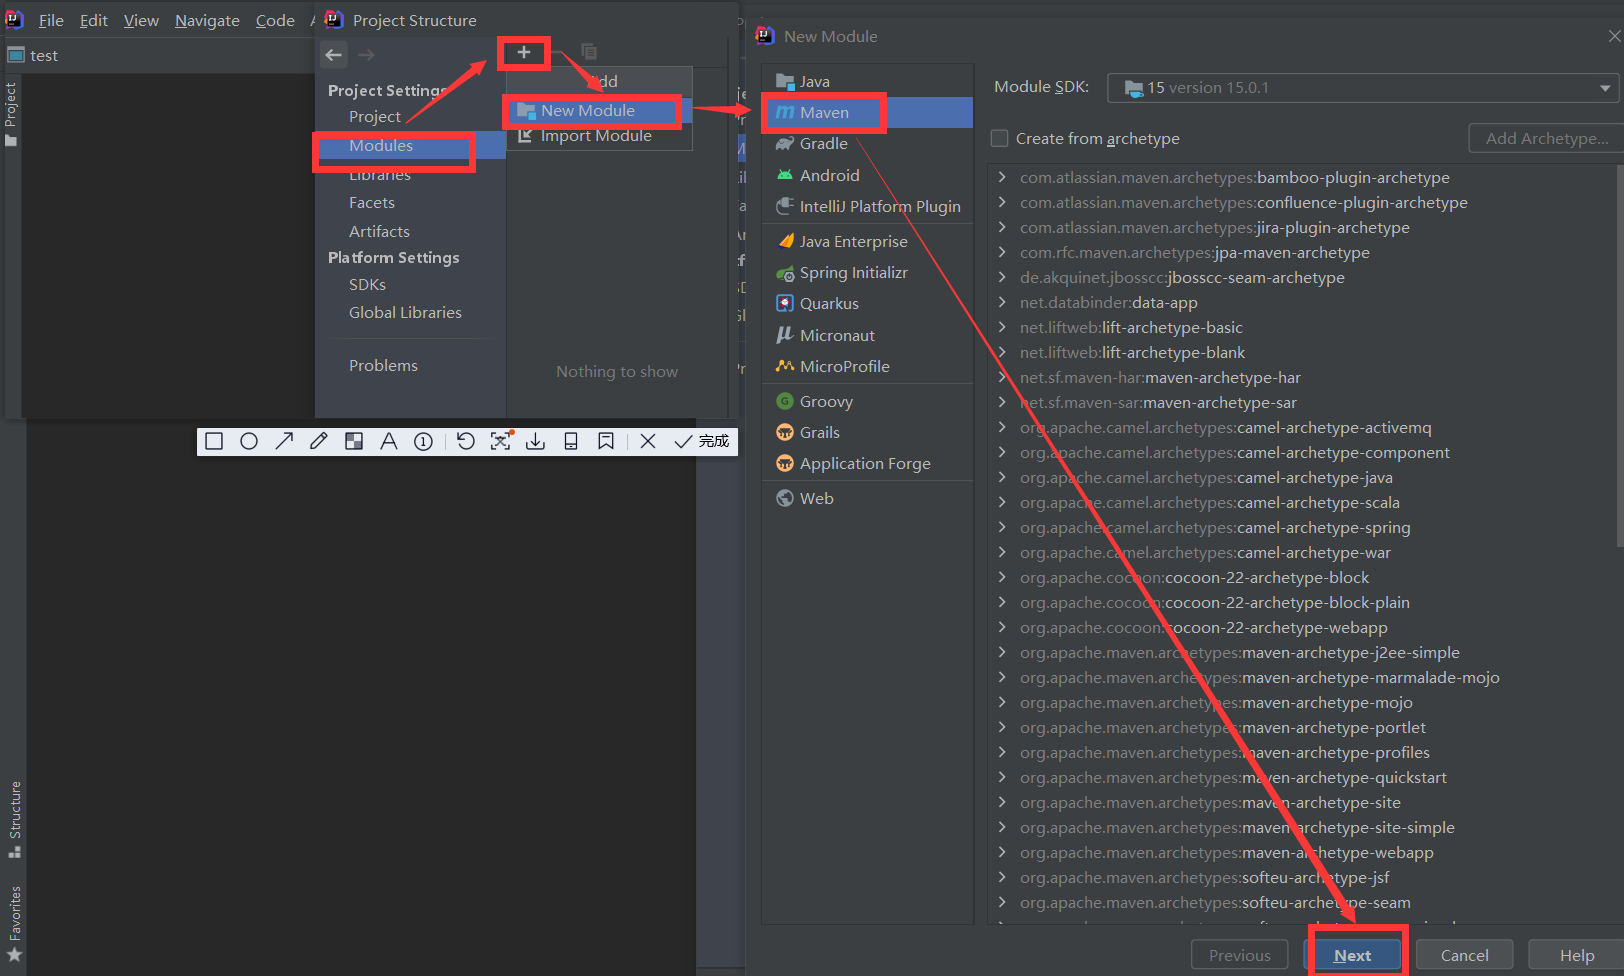 File Edit View Navigate Code
test
Project
Structure
Favorites
Project Structure
Project Settings
Project
Modules
Libraries
Facets
Artifacts
Platform Settings
SDKs
Global Libraries
Problems
New Module
Import Module
Nothing to show
完成
New Module
Java
Maven
Gradle
Android
IntelliJ Platform Plugin
Java Enterprise
Spring Initializr
Quarkus
Micronaut
MicroProfile
Groovy
Grails
Application Forge
Web
Module SDK: 15 version 15.0.1
Create from archetype
Add Archetype...
com.atlassian.maven.archetypes:bamboo-plugin-archetype
com.atlassian.maven.archetypes:confluence-plugin-archetype
com.atlassian.maven.archetypes:jira-plugin-archetype
com.rfc.maven.archetypes:jpa-maven-archetype
de.akquinet.jbosscc:jbosscc-seam-archetype
net.databinder:data-app
net.liftweb:lift-archetype-basic
net.liftweb:lift-archetype-blank
net.sf.maven-har:maven-archetype-har
net.sf.maven-sar:maven-archetype-sar
org.apache.camel.archetypes:camel-archetype-activemq
org.apache.camel.archetypes:camel-archetype-component
org.apache.camel.archetypes:camel-archetype-java
org.apache.camel.archetypes:camel-archetype-scala
org.apache.camel.archetypes:camel-archetype-spring
org.apache.camel.archetypes:camel-archetype-war
org.apache.cocoon:cocoon-22-archetype-block
org.apache.cocoon:cocoon-22-archetype-block-plain
org.apache.cocoon:cocoon-22-archetype-webapp
org.apache.maven.archetypes:maven-archetype-j2ee-simple
org.apache.maven.archetypes:maven-archetype-marmalade-mojo
org.apache.maven.archetypes:maven-archetype-mojo
org.apache.maven.archetypes:maven-archetype-portlet
org.apache.maven.archetypes:maven-archetype-profiles
org.apache.maven.archetypes:maven-archetype-quickstart
org.apache.maven.archetypes:maven-archetype-site
org.apache.maven.archetypes:maven-archetype-site-simple
org.apache.maven.archetypes:maven-archetype-webapp
org.apache.maven.archetypes:softeu-archetype-jsf
org.apache.maven.archetypes:softeu-archetype-seam
Previous
Next
Cancel
Help